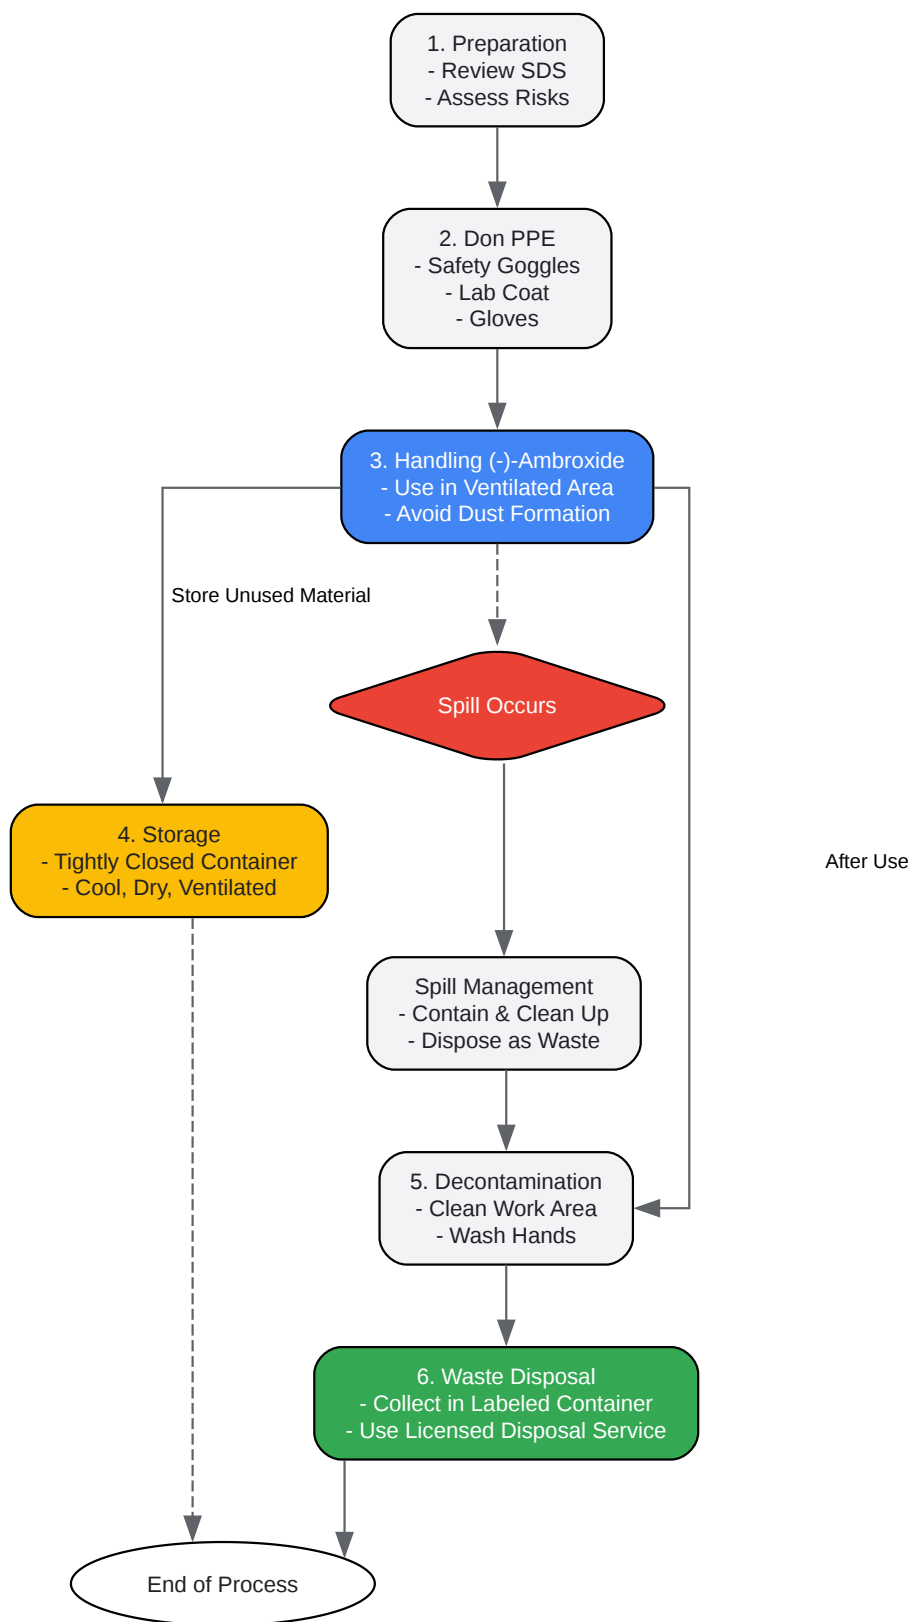 1. Preparation
- Review SDS
- Assess Risks
2. Don PPE
- Safety Goggles
- Lab Coat
- Gloves
3. Handling (-)-Ambroxide
- Use in Ventilated Area
- Avoid Dust Formation
Store Unused Material
Spill Occurs
4. Storage
- Tightly Closed Container
- Cool, Dry, Ventilated
After Use
Spill Management
- Contain & Clean Up
- Dispose as Waste
5. Decontamination
- Clean Work Area
- Wash Hands
6. Waste Disposal
- Collect in Labeled Container
- Use Licensed Disposal Service
End of Process